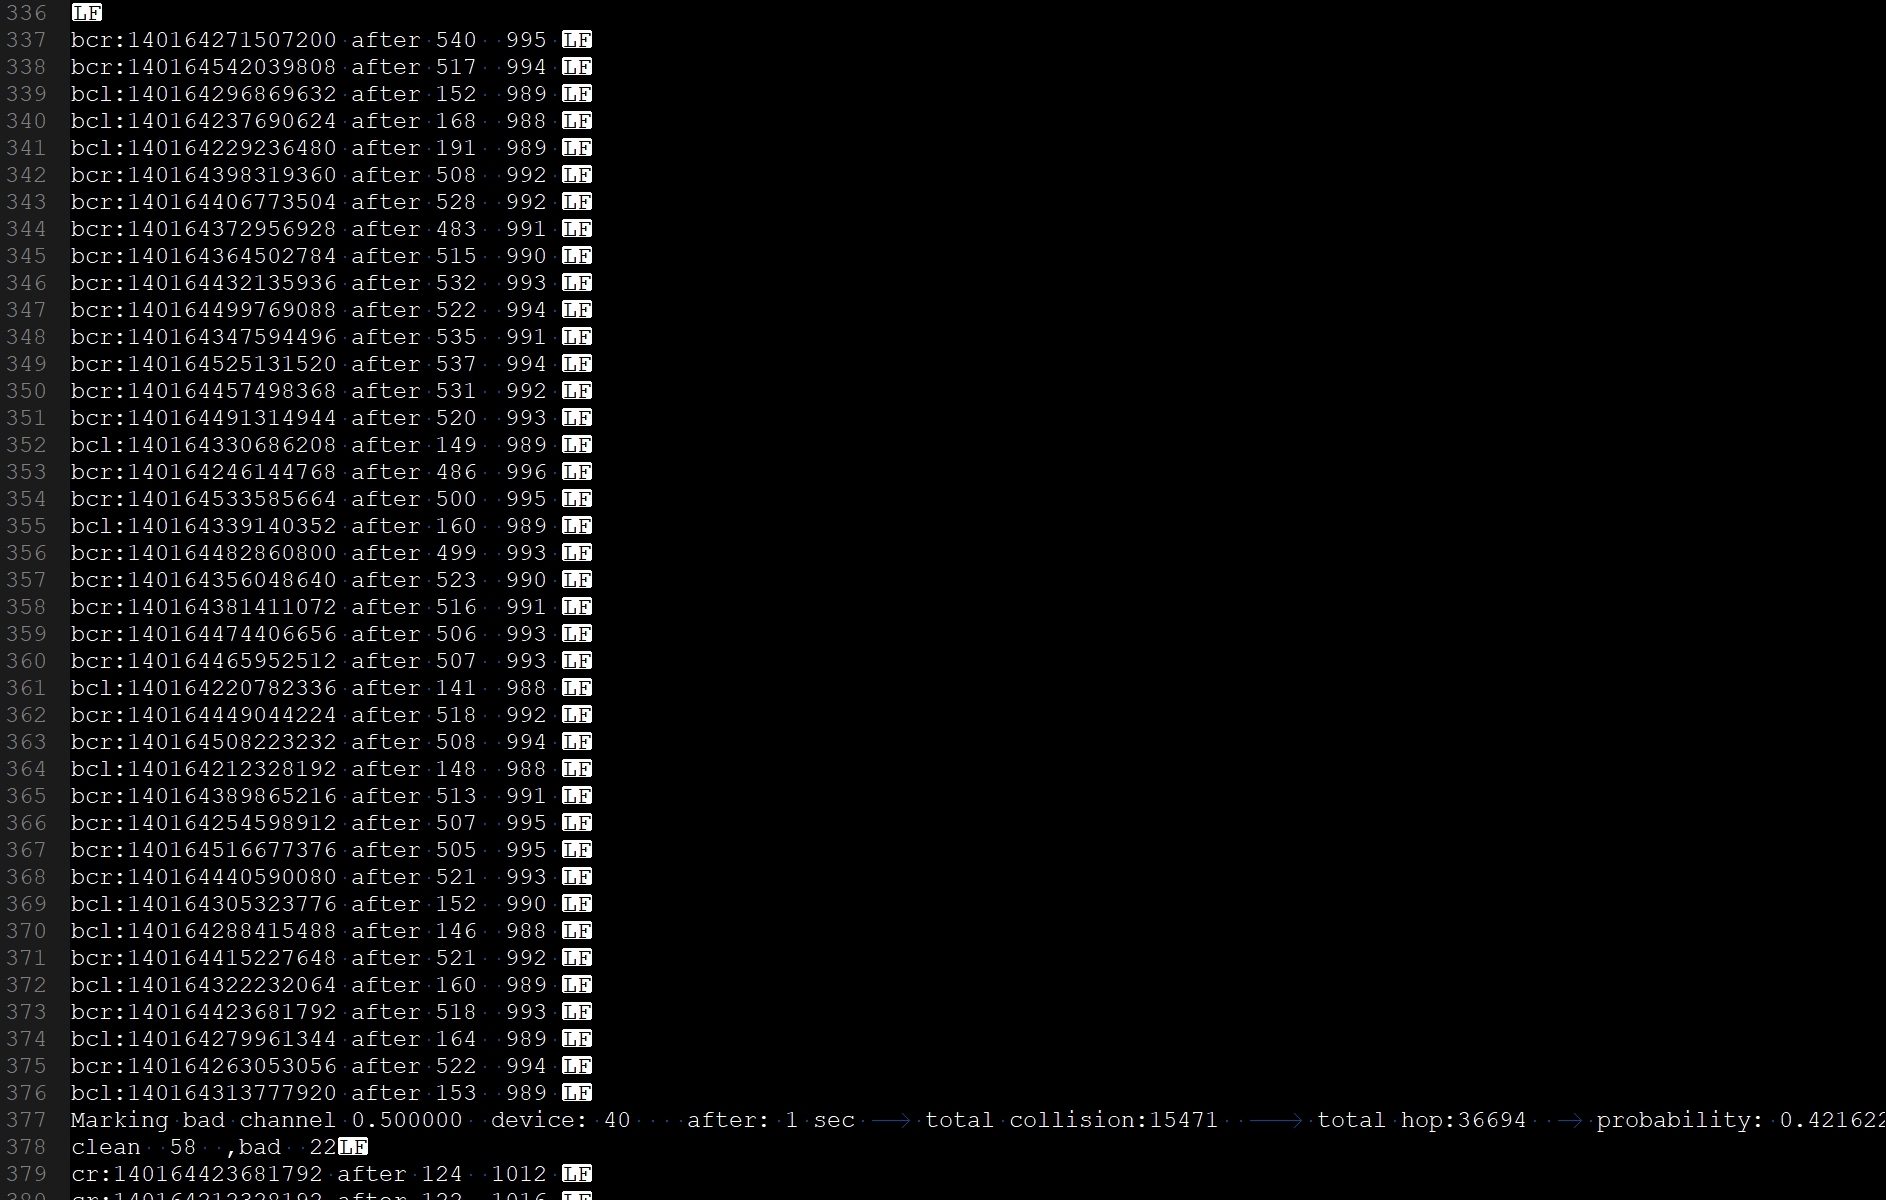 336 LF
337 bcr:140164271507200 after 540  995 LF
338 bcr:140164542039808 after 517  994 LF
339 bcl:140164296869632 after 152  989 LF
340 bcl:140164237690624 after 168  988 LF
341 bcl:140164229236480 after 191  989 LF
342 bcr:140164398319360 after 508  992 LF
343 bcr:140164406773504 after 528  992 LF
344 bcr:140164372956928 after 483  991 LF
345 bcr:140164364502784 after 515  990 LF
346 bcr:140164432135936 after 532  993 LF
347 bcr:140164499769088 after 522  994 LF
348 bcr:140164347594496 after 535  991 LF
349 bcr:140164525131520 after 537  994 LF
350 bcr:140164457498368 after 531  992 LF
351 bcr:140164491314944 after 520  993 LF
352 bcl:140164330686208 after 149  989 LF
353 bcr:140164246144768 after 486  996 LF
354 bcr:140164533585664 after 500  995 LF
355 bcl:140164339140352 after 160  989 LF
356 bcr:140164482860800 after 499  993 LF
357 bcr:140164356048640 after 523  990 LF
358 bcr:140164381411072 after 516  991 LF
359 bcr:140164474406656 after 506  993 LF
360 bcr:140164465952512 after 507  993 LF
361 bcl:140164220782336 after 141  988 LF
362 bcr:140164449044224 after 518  992 LF
363 bcr:140164508223232 after 508  994 LF
364 bcl:140164212328192 after 148  988 LF
365 bcr:140164389865216 after 513  991 LF
366 bcr:140164254598912 after 507  995 LF
367 bcr:140164516677376 after 505  995 LF
368 bcr:140164440590080 after 521  993 LF
369 bcl:140164305323776 after 152  990 LF
370 bcl:140164288415488 after 146  988 LF
371 bcr:140164415227648 after 521  992 LF
372 bcl:140164322232064 after 160  989 LF
373 bcr:140164423681792 after 518  993 LF
374 bcl:140164279961344 after 164  989 LF
375 bcr:140164263053056 after 522  994 LF
376 bcl:140164313777920 after 153  989 LF
377 Marking bad channel 0.500000  device: 40    after: 1 sec → total collision:15471  → total hop:36694  → probability: 0.421622
378 clean  58  ,bad  22LF
379 cr:140164423681792 after 124  1012 LF
380 cr:140164212328192 after 122  1016 LF